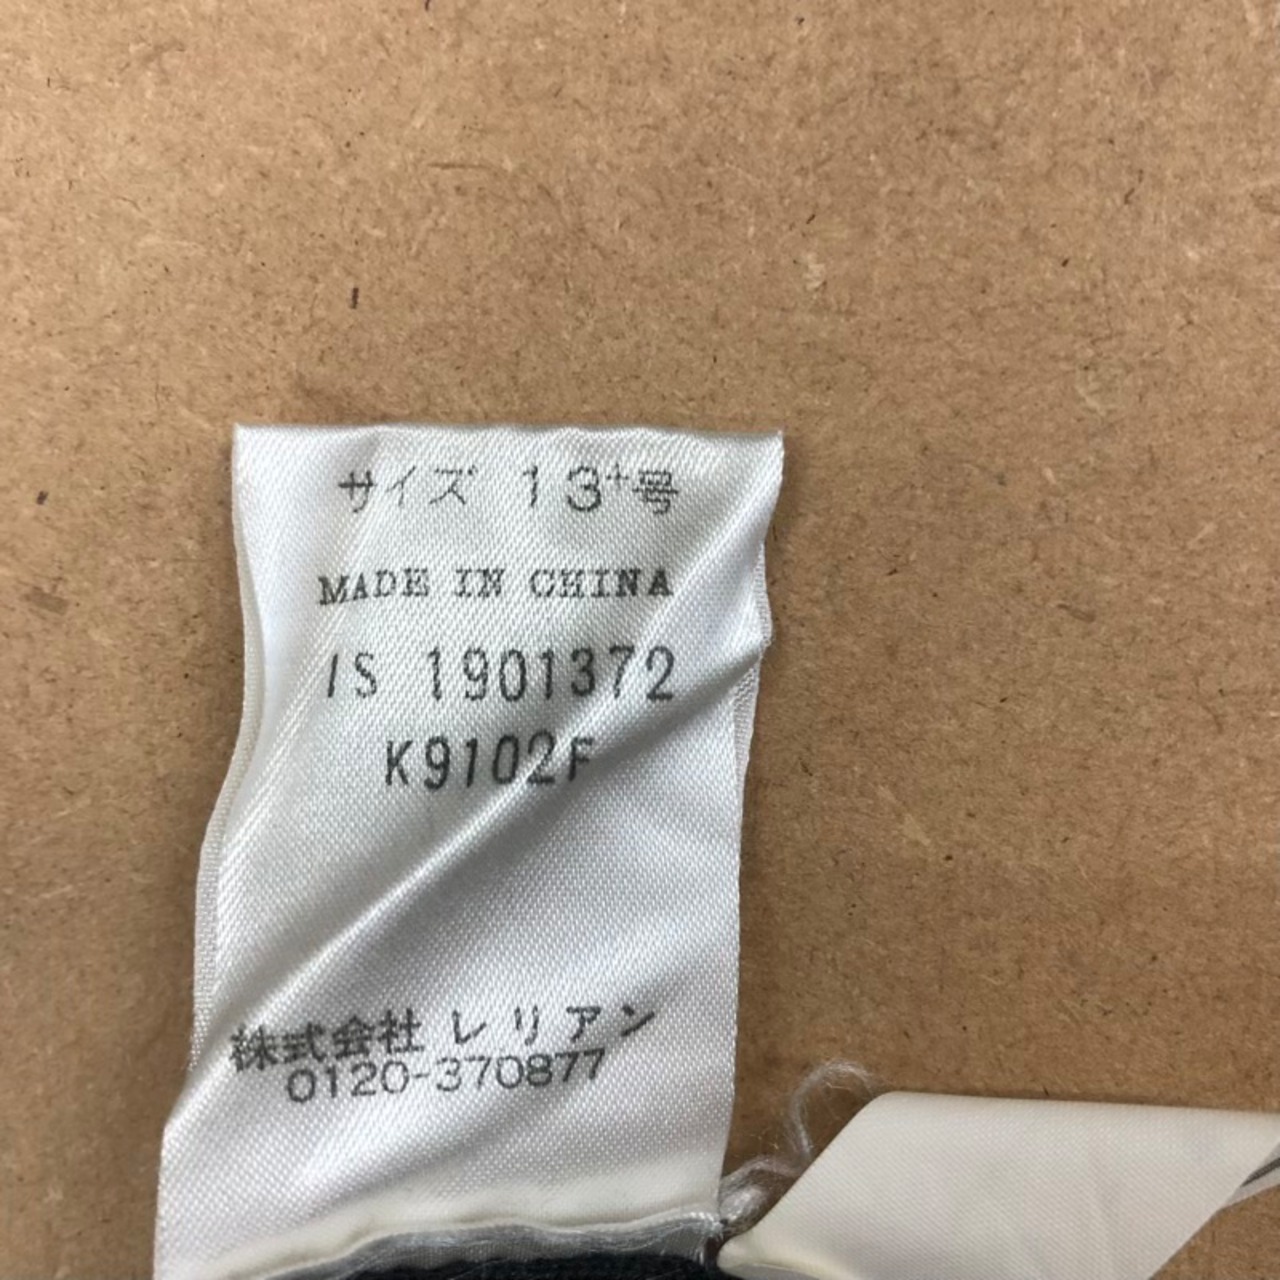 サイズ 13+号
MADE IN CHINA
IS 1901372
K9102F
株式会社 レリアン
0120-370877